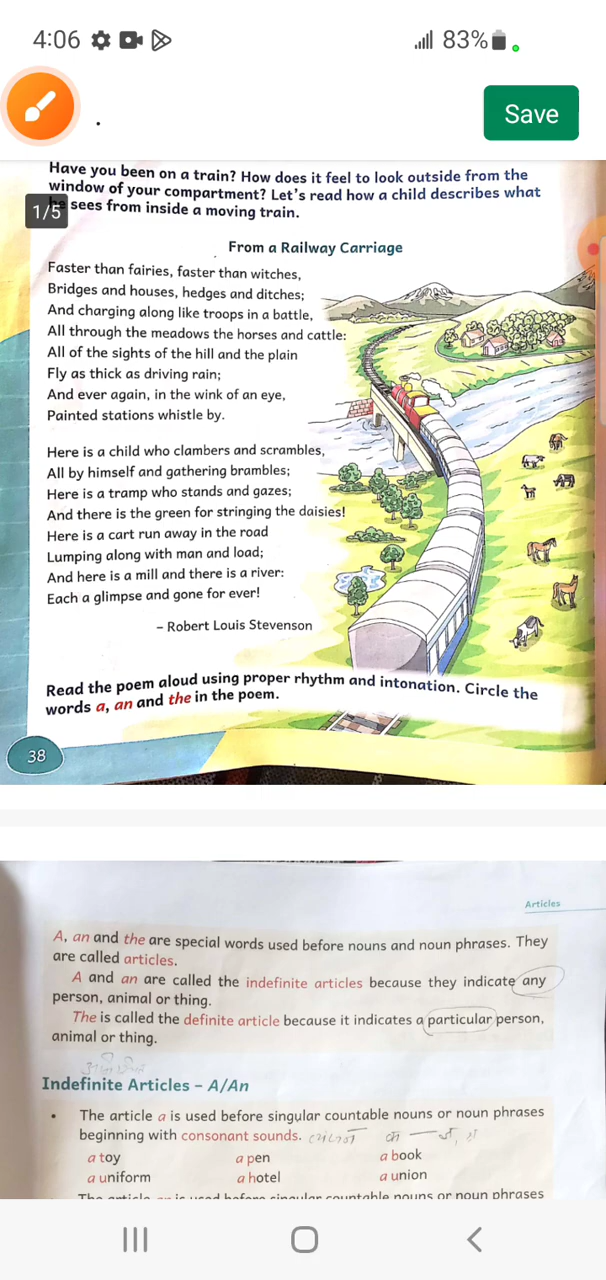 4:06
83%
Save
Have you been on a train? How does it feel to look outside from the
window of your compartment? Let's read how a child describes what
1/5
sees from inside a moving train.
From a Railway Carriage
Faster than fairies, faster than witches,
Bridges and houses, hedges and ditches;
And charging along like troops in a battle,
All through the meadows the horses and cattle:
All of the sights of the hill and the plain
Fly as thick as driving rain;
And ever again, in the wink of an eye,
Painted stations whistle by.
Here is a child who clambers and scrambles,
All by himself and gathering brambles;
Here is a tramp who stands and gazes;
And there is the green for stringing the daisies!
Here is a cart run away in the road
Lumping along with man and load;
And here is a mill and there is a river:
Each a glimpse and gone for ever!
– Robert Louis Stevenson
Read the poem aloud using proper rhythm and intonation. Circle the
words a, an and the in the poem.
38
Articles
A, an and the are special words used before nouns and noun phrases. They
are called articles.
A and an are called the indefinite articles because they indicate any
person, animal or thing.
The is called the definite article because it indicates a particular person,
animal or thing.
Indefinite Articles – A/An
• The article a is used before singular countable nouns or noun phrases
beginning with consonant sounds.
a toy a pen a book
a uniform a hotel a union
The article an is used before singular countable nouns or noun phrases